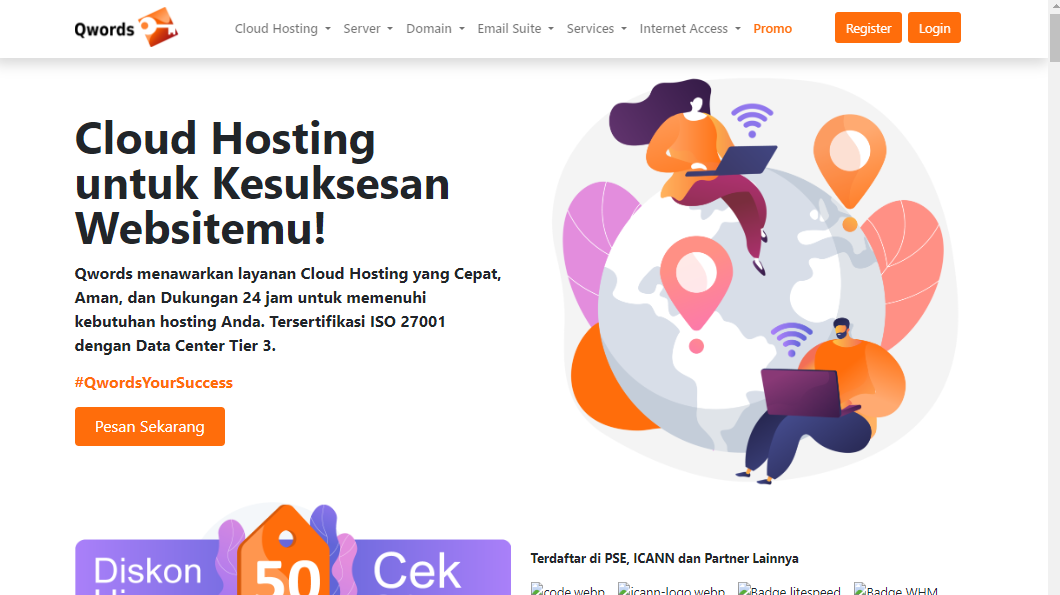 Qwords
Cloud Hosting
Server
Domain
Email Suite
Services
Internet Access
Promo
Register
Login
Cloud Hosting
untuk Kesuksesan
Websitemu!
Qwords menawarkan layanan Cloud Hosting yang Cepat,
Aman, dan Dukungan 24 jam untuk memenuhi
kebutuhan hosting Anda. Tersertifikasi ISO 27001
dengan Data Center Tier 3.
#QwordsYourSuccess
Pesan Sekarang
Diskon
50
Cek
Terdaftar di PSE, ICANN dan Partner Lainnya
code.webp
icann-logo.webp
Badge litespeed
Badge WHM